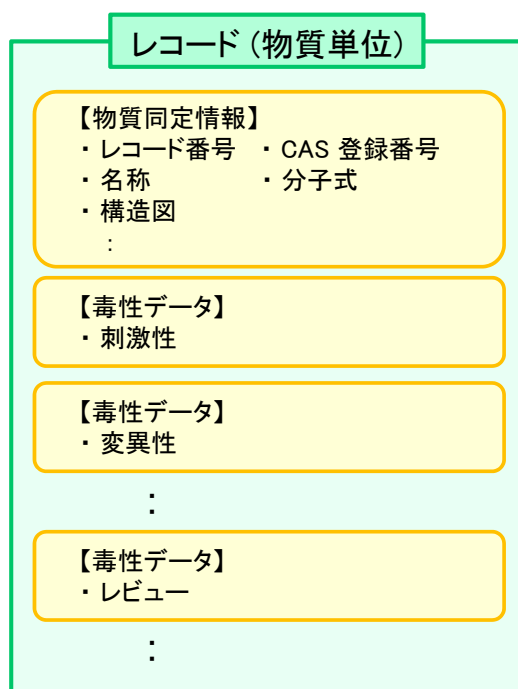 レコード（物質単位）
【物質同定情報】
・ レコード番号　・ CAS 登録番号
・ 名称　・ 分子式
・ 構造図
：
【毒性データ】
・ 刺激性
【毒性データ】
・ 変異性
：
【毒性データ】
・ レビュー
：